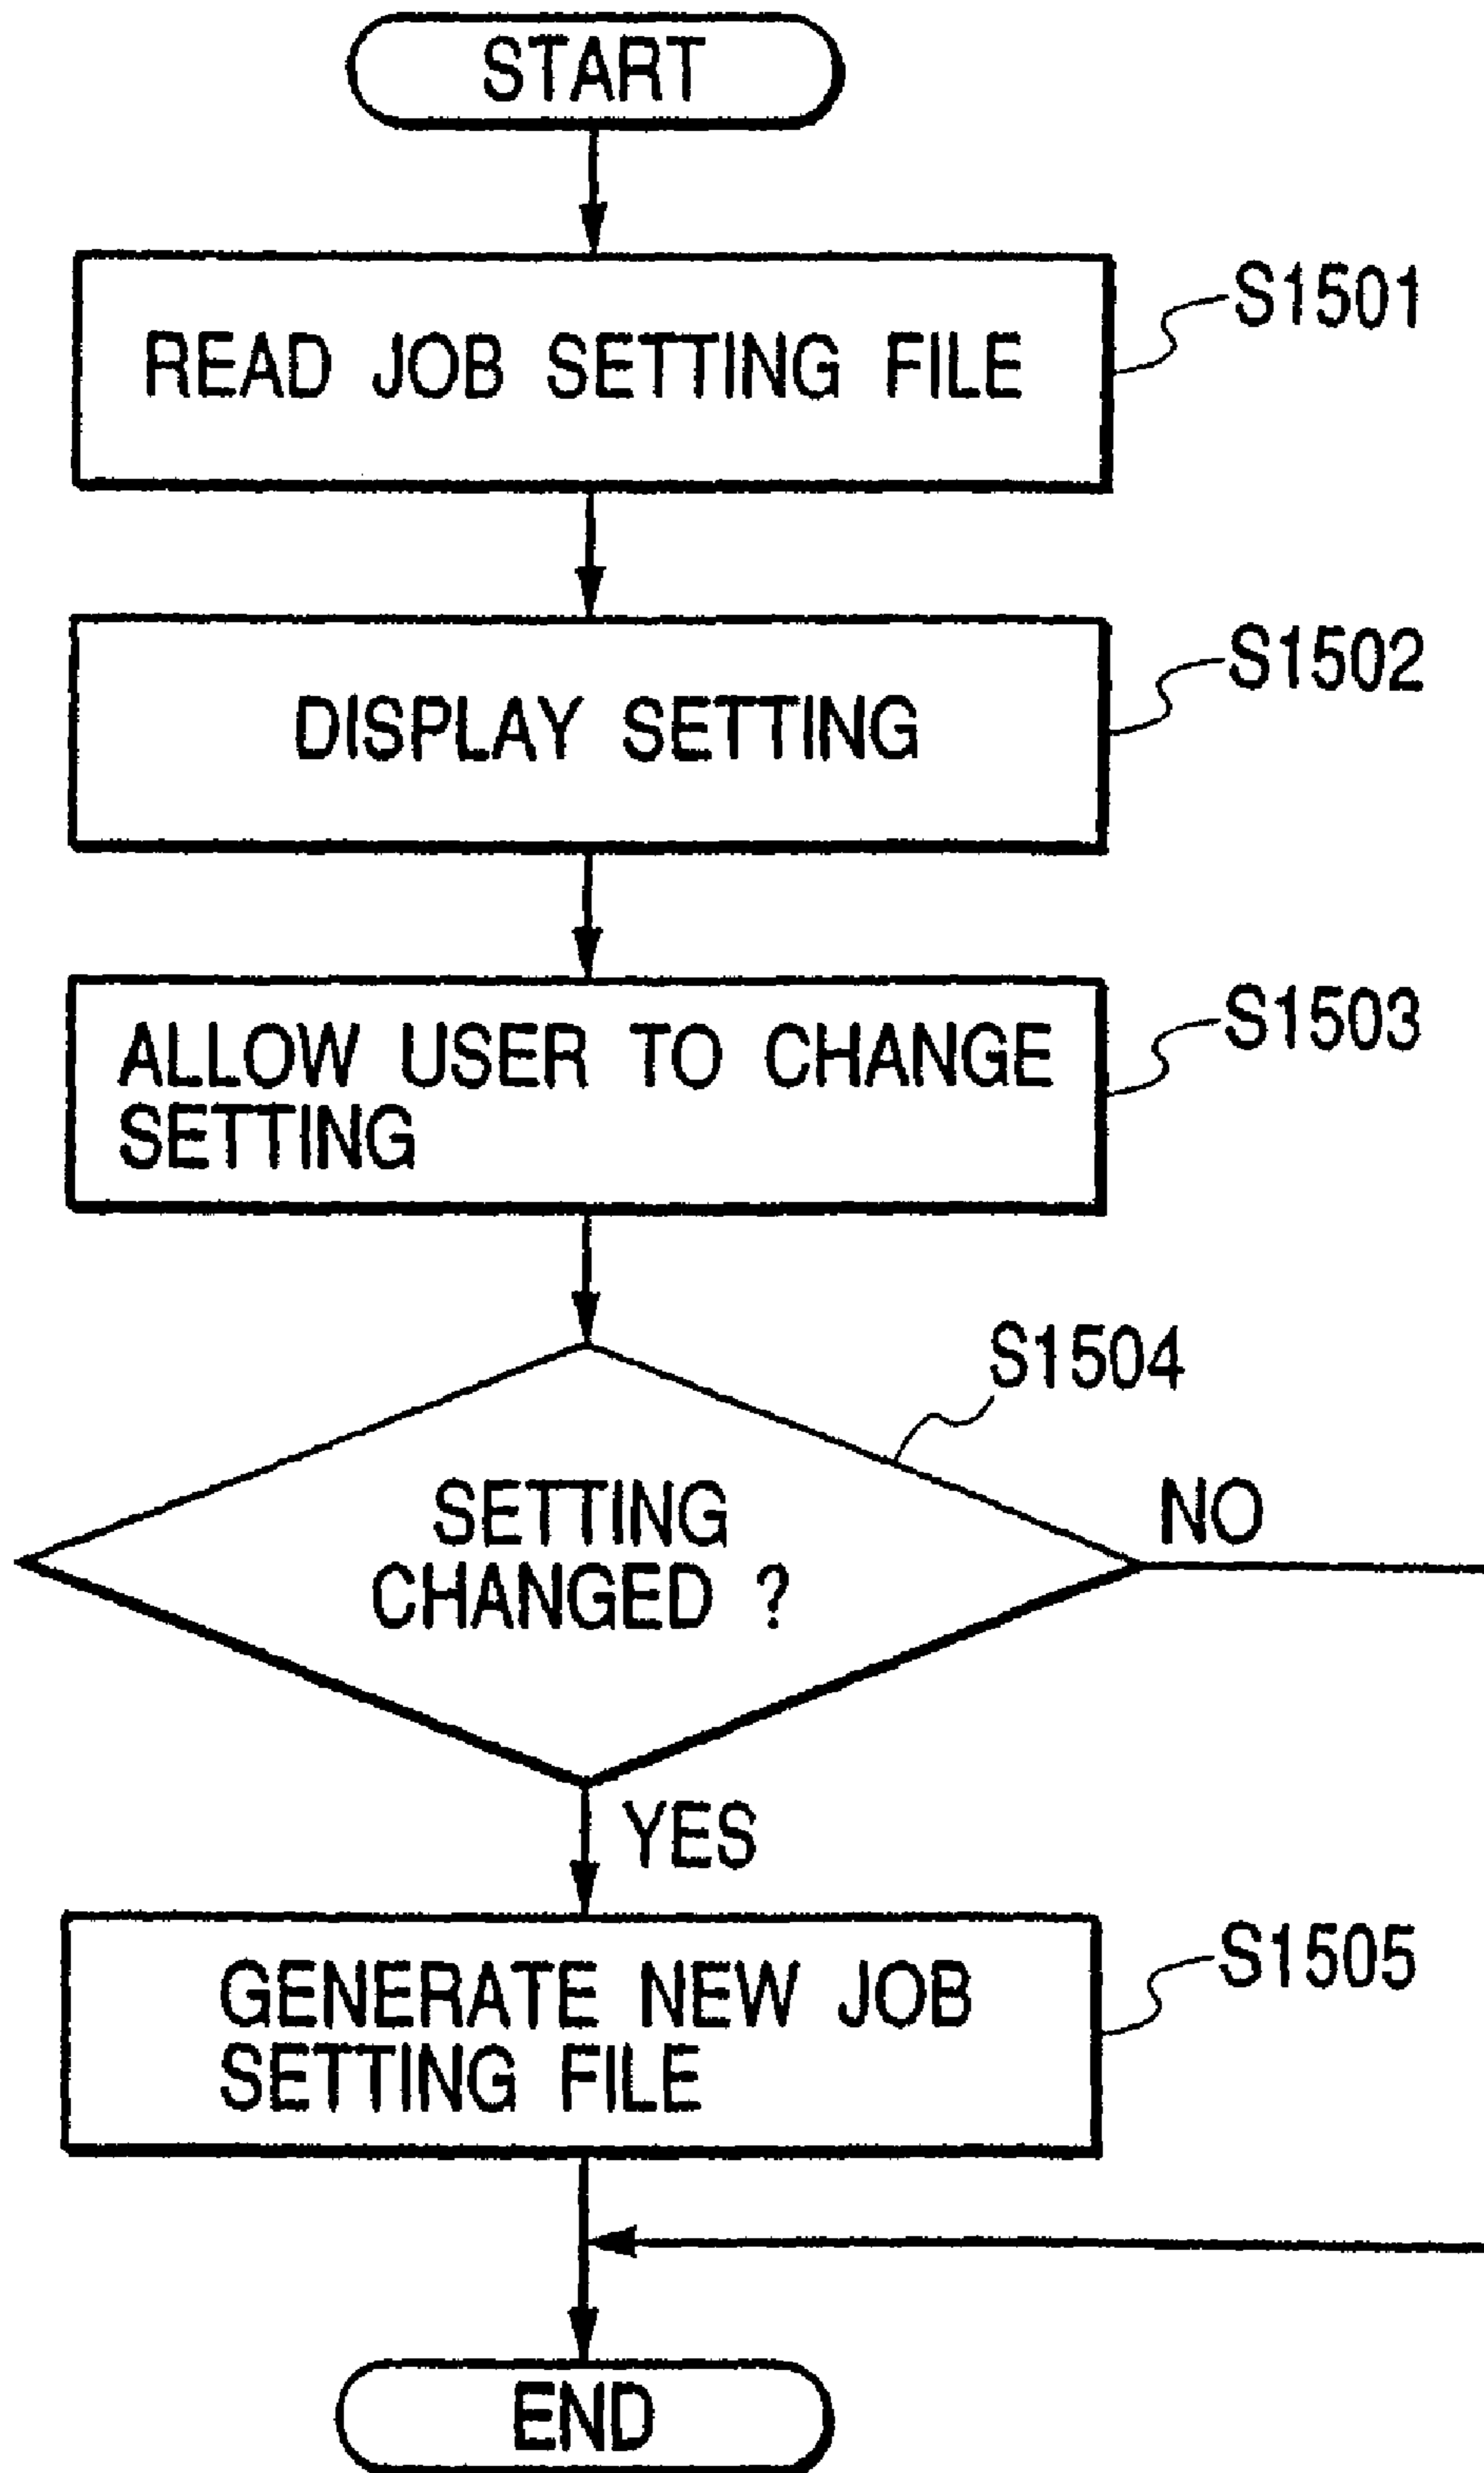 START
READ JOB SETTING FILE
S1501
DISPLAY SETTING
S1502
ALLOW USER TO CHANGE
SETTING
S1503
S1504
SETTING
CHANGED ?
NO
YES
GENERATE NEW JOB
SETTING FILE
S1505
END